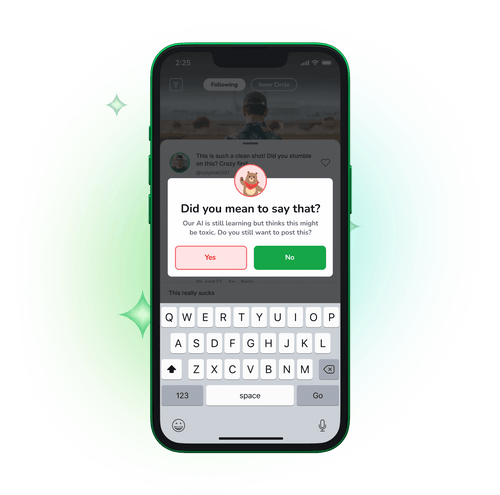 2:25
Following
Inner Circle
This is such a clean shot! Did you stumble
on this? Crazy find
Did you mean to say that?
Our AI is still learning but thinks this might
be toxic. Do you still want to post this?
Yes
No
This really sucks
Q W E R T Y U I O P
A S D F G H J K L
Z X C V B N M
123
space
Go